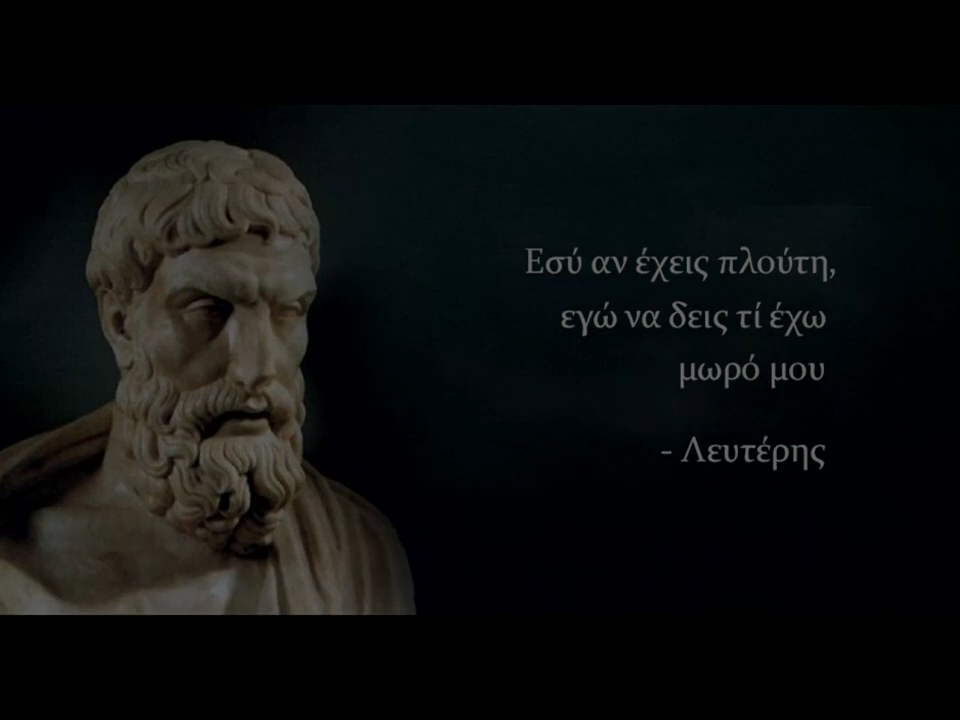 Εσύ αν έχεις πλούτη,
εγώ να δεις τί έχω
μωρό μου
- Λευτέρης